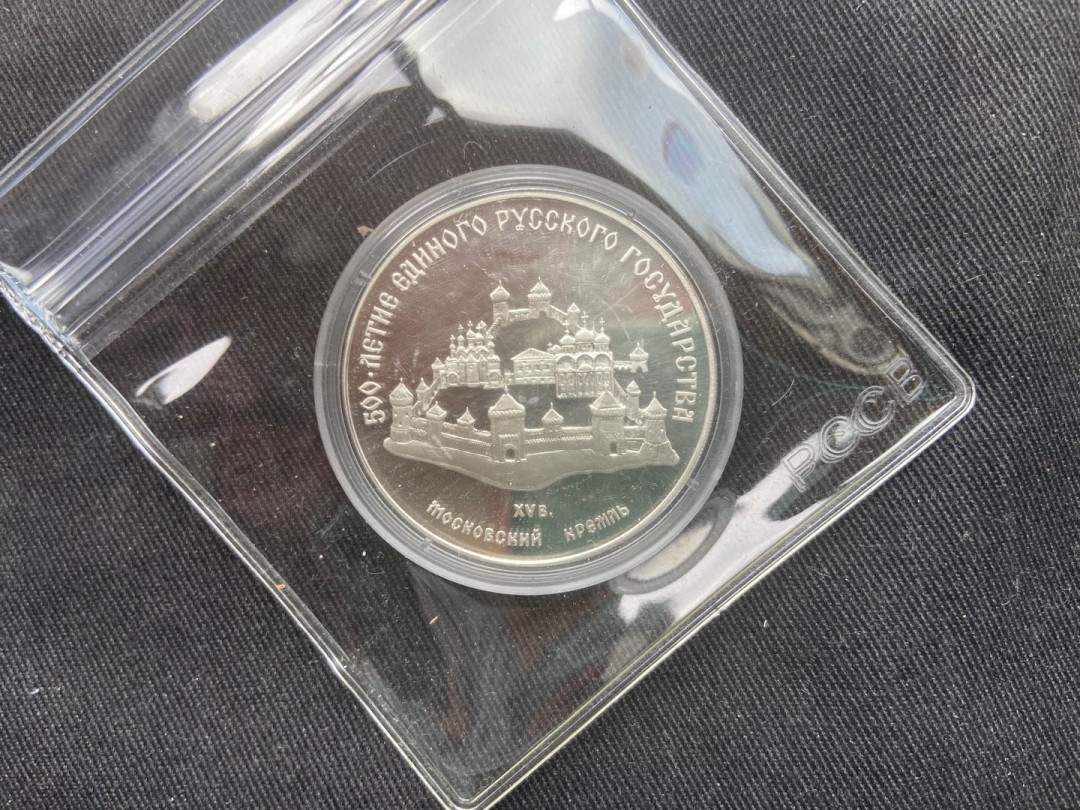 500-ЛЕТИЕ ЕДИНОГО РУССКОГО ГОСУДАРСТВА
XV В.
МОСКОВСКИЙ КРЕМЛЬ
PCCB